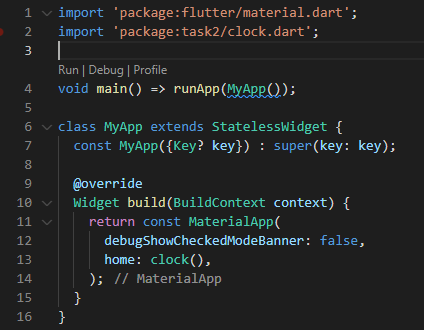 1 import 'package:flutter/material.dart';
2 import 'package:task2/clock.dart';
3
Run | Debug | Profile
4 void main() => runApp(MyApp());
5
6 class MyApp extends StatelessWidget {
7   const MyApp({Key? key}) : super(key: key);
8
9   @override
10   Widget build(BuildContext context) {
11     return const MaterialApp(
12       debugShowCheckedModeBanner: false,
13       home: clock(),
14     ); // MaterialApp
15   }
16 }